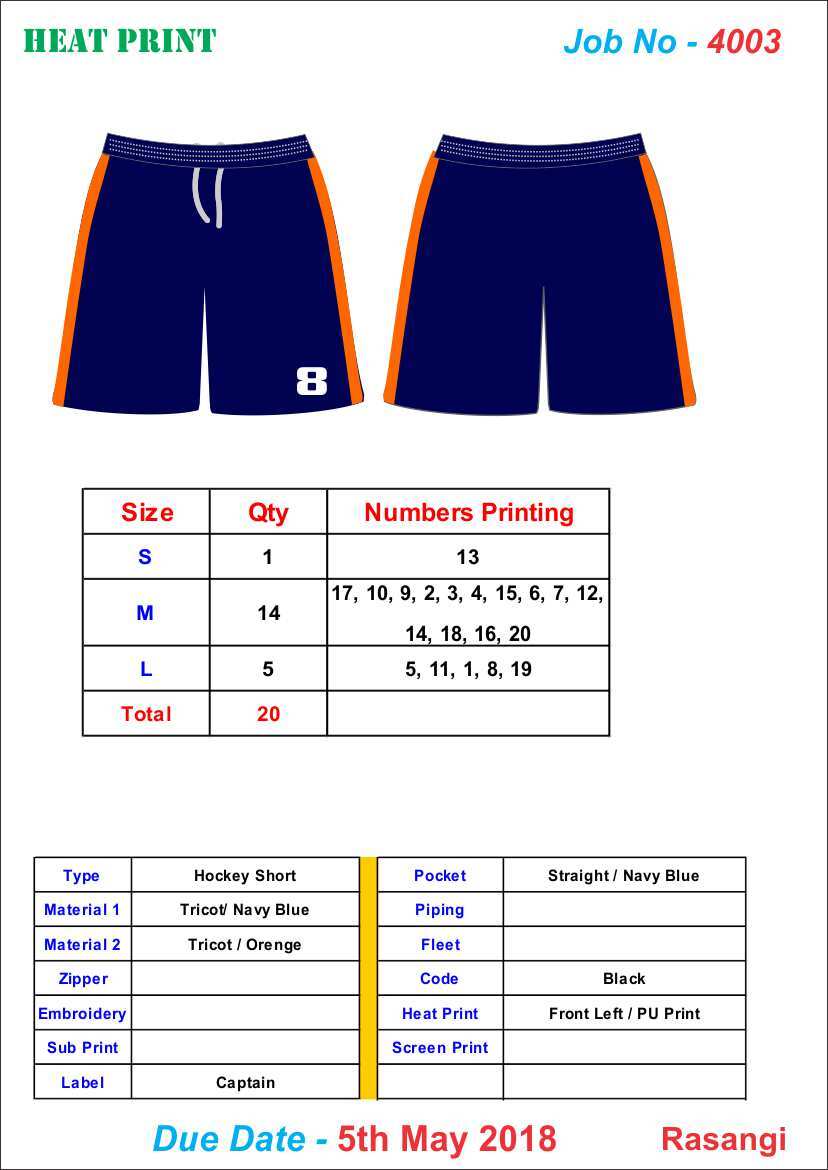 HEAT PRINT
Job No - 4003
8
Size Qty Numbers Printing
S 1 13
M 14 17, 10, 9, 2, 3, 4, 15, 6, 7, 12,
14, 18, 16, 20
L 5 5, 11, 1, 8, 19
Total 20
Type Hockey Short Pocket Straight / Navy Blue
Material 1 Tricot/ Navy Blue Piping
Material 2 Tricot / Orenge Fleet
Zipper Code Black
Embroidery Heat Print Front Left / PU Print
Sub Print Screen Print
Label Captain
Due Date - 5th May 2018 Rasangi